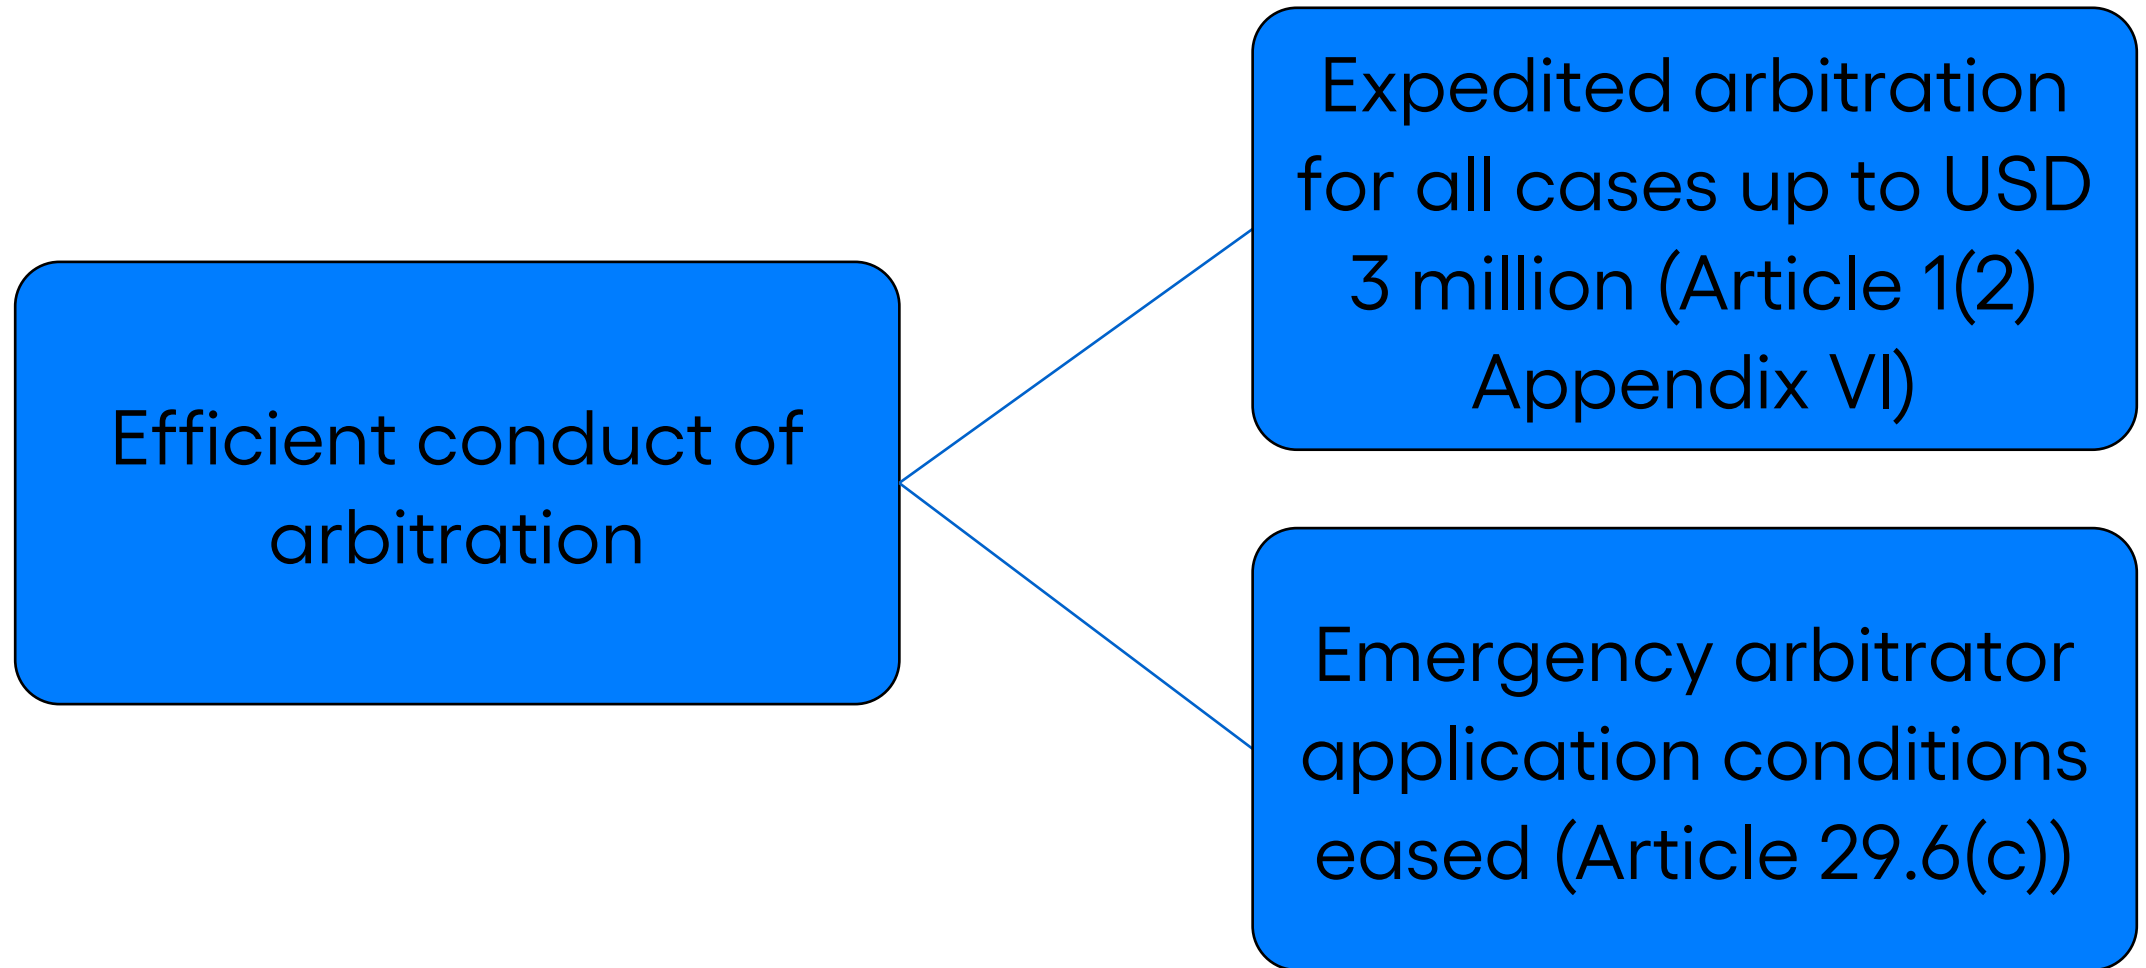 Efficient conduct of
arbitration
Expedited arbitration
for all cases up to USD
3 million (Article 1(2)
Appendix VI)
Emergency arbitrator
application conditions
eased (Article 29.6(c))